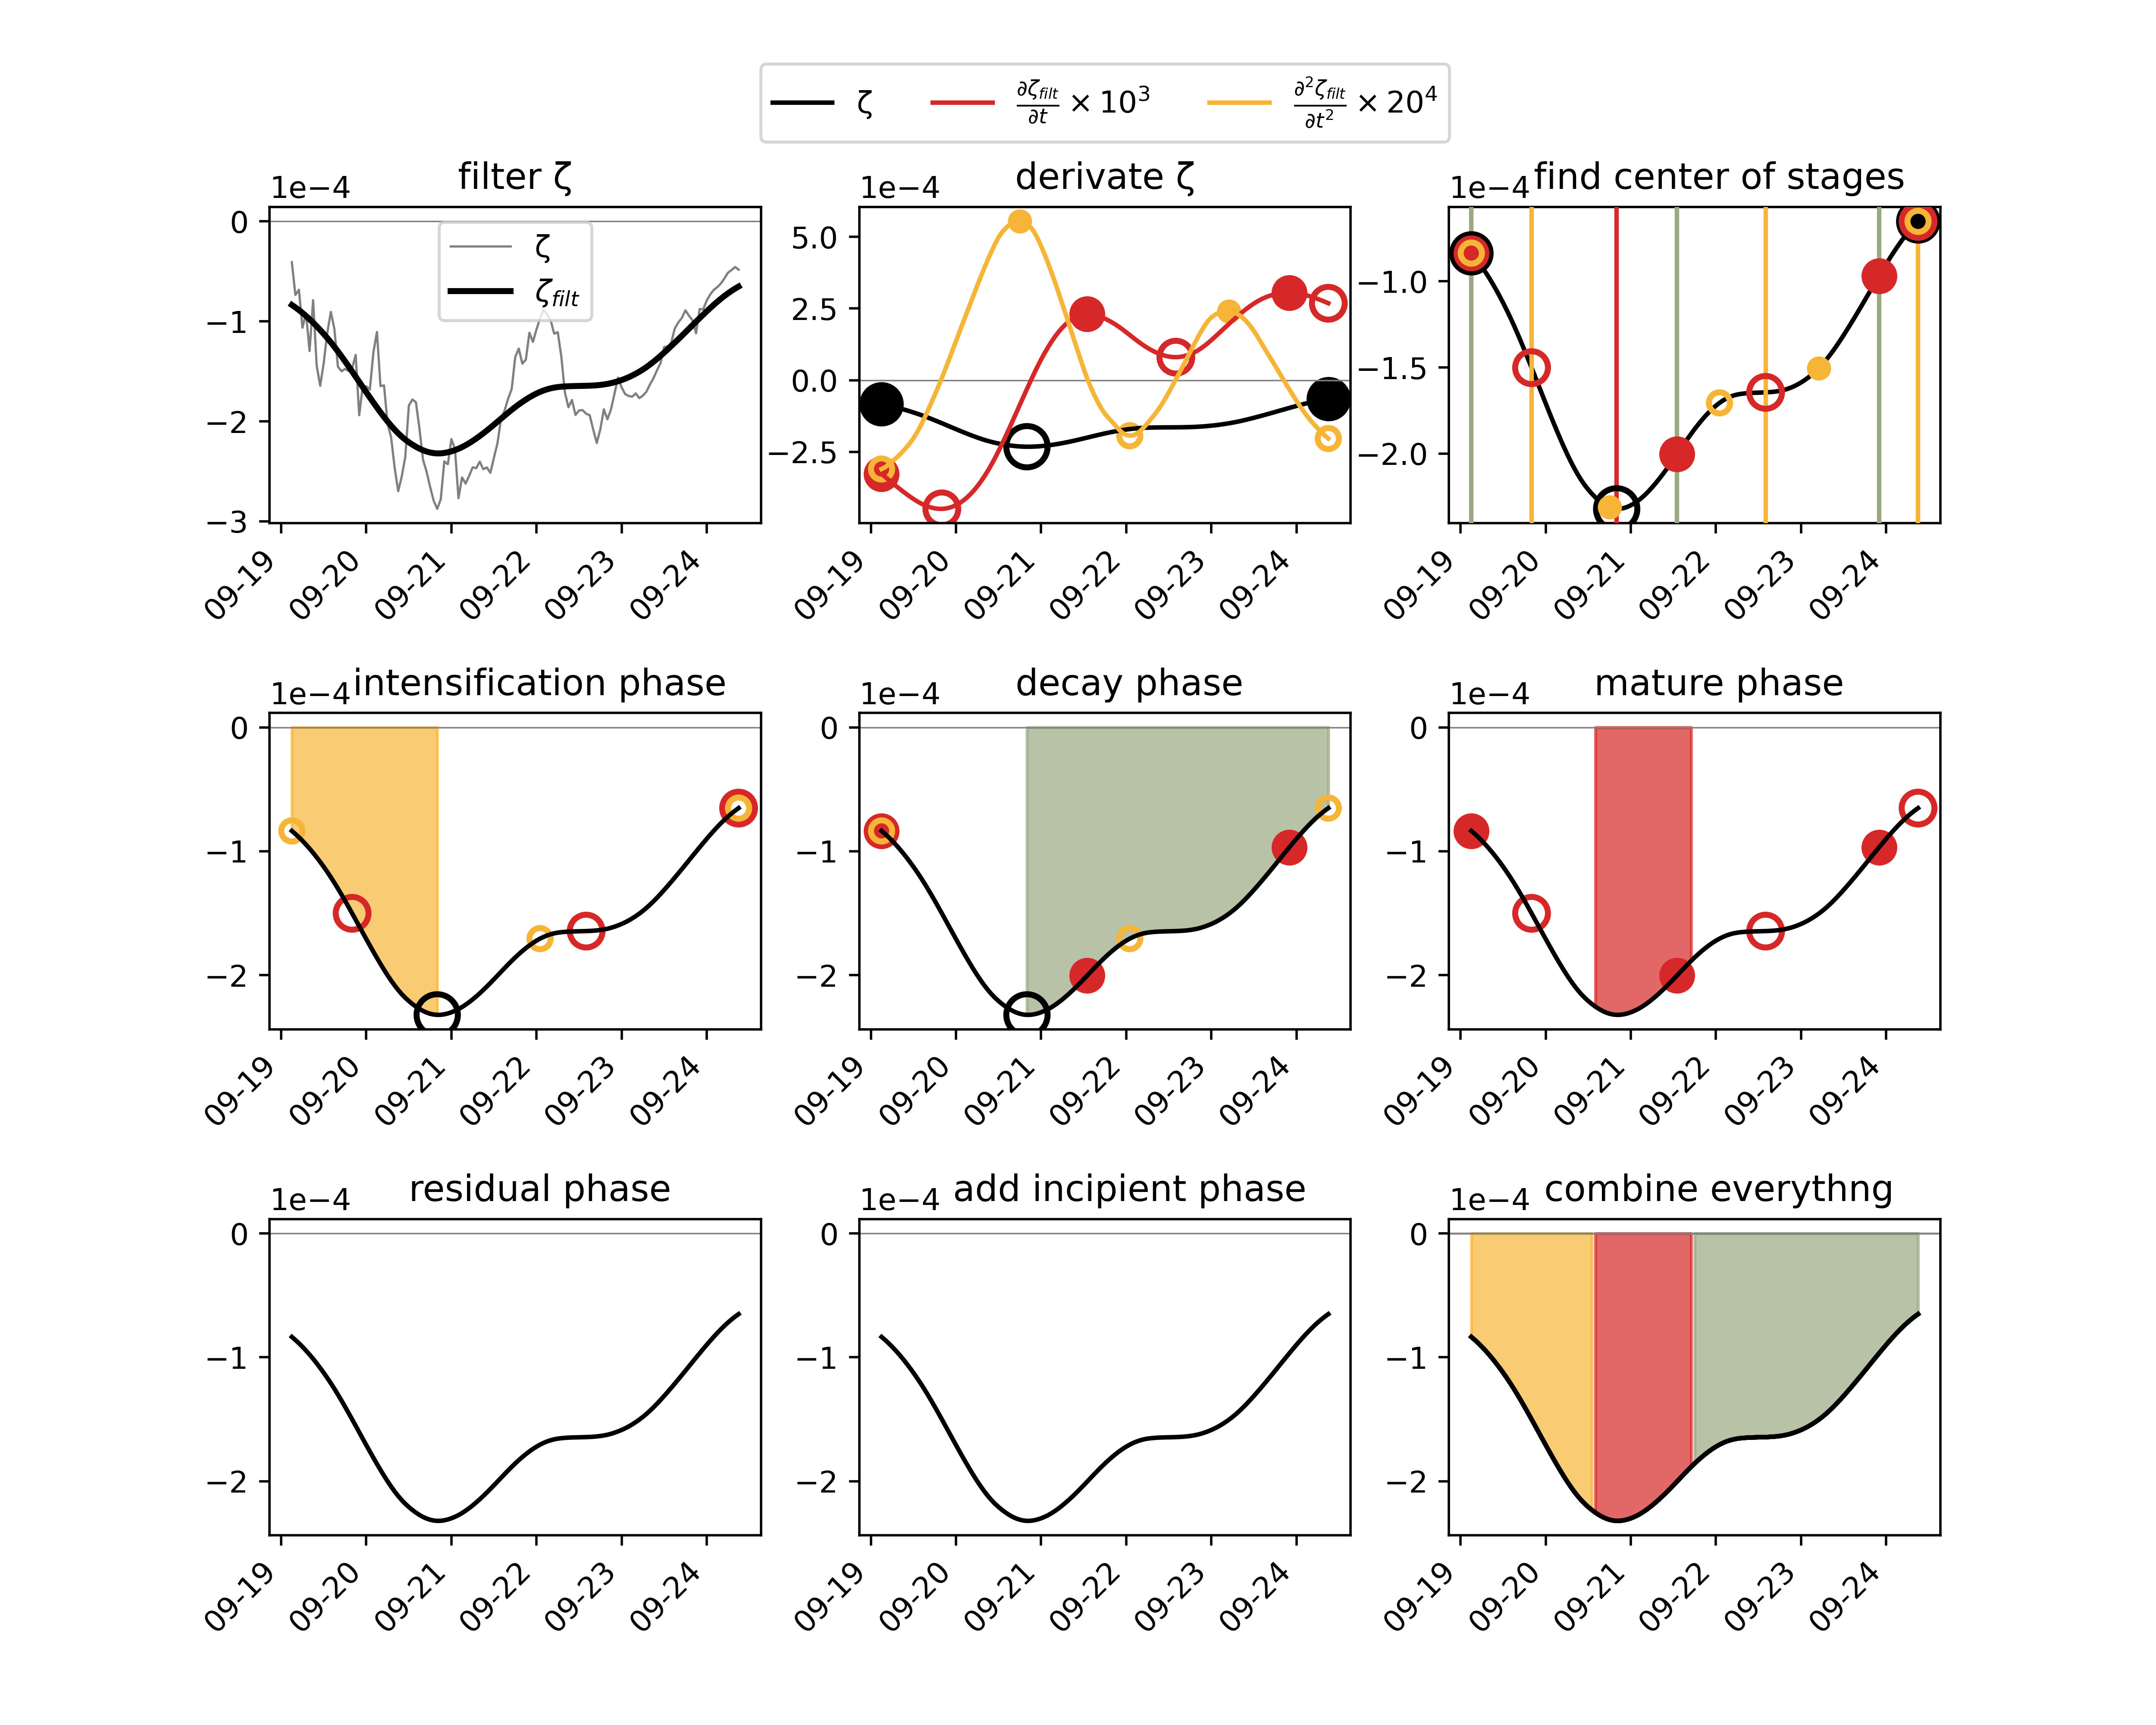 ζ ∂ζ_filt/∂t × 10³ ∂²ζ_filt/∂t² × 20⁴
filter ζ
1e−4
0
−1
−2
−3
ζ
ζ_filt
09-19 09-20 09-21 09-22 09-23 09-24
derivate ζ
1e−4
5.0
2.5
0.0
−2.5
09-19 09-20 09-21 09-22 09-23 09-24
find center of stages
1e−4
−1.0
−1.5
−2.0
09-19 09-20 09-21 09-22 09-23 09-24
intensification phase
1e−4
0
−1
−2
09-19 09-20 09-21 09-22 09-23 09-24
decay phase
1e−4
0
−1
−2
09-19 09-20 09-21 09-22 09-23 09-24
mature phase
1e−4
0
−1
−2
09-19 09-20 09-21 09-22 09-23 09-24
residual phase
1e−4
0
−1
−2
09-19 09-20 09-21 09-22 09-23 09-24
add incipient phase
1e−4
0
−1
−2
09-19 09-20 09-21 09-22 09-23 09-24
combine everythng
1e−4
0
−1
−2
09-19 09-20 09-21 09-22 09-23 09-24